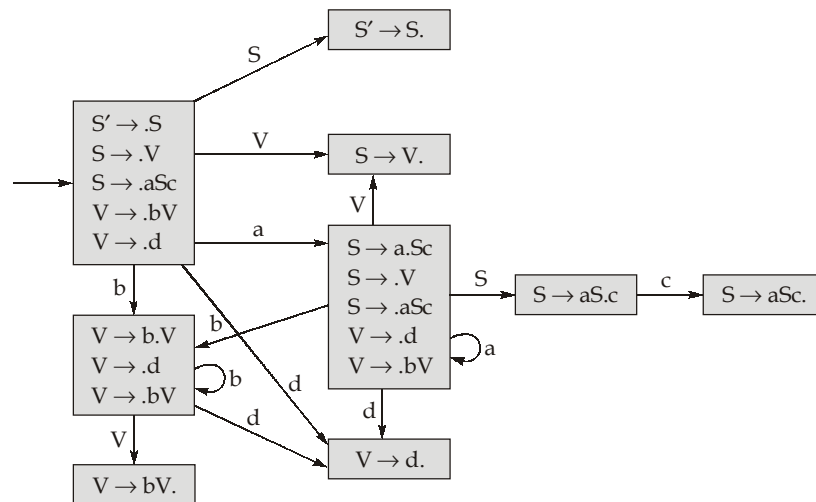 S′ → S.
S
S′ → .S
S → .V
S → .aSc
V → .bV
V → .d
V
S → V.
a
V
S → a.Sc
S → .V
S → .aSc
V → .d
V → .bV
S
S → aS.c
c
S → aSc.
a
b
b
V → b.V
V → .d
V → .bV
b
d
d
d
V → d.
V
V → bV.